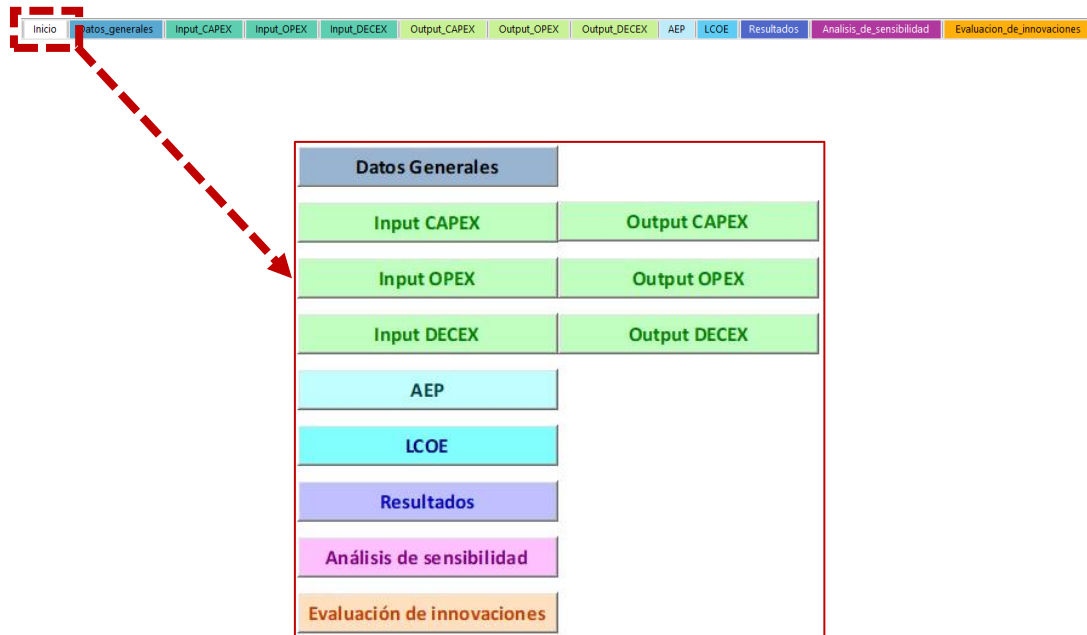 Inicio Datos_generales Input_CAPEX Input_OPEX Input_DECEX Output_CAPEX Output_OPEX Output_DECEX AEP LCOE Resultados Analisis_de_sensibilidad Evaluacion_de_innovaciones
Datos Generales
Input CAPEX Output CAPEX
Input OPEX Output OPEX
Input DECEX Output DECEX
AEP
LCOE
Resultados
Análisis de sensibilidad
Evaluación de innovaciones